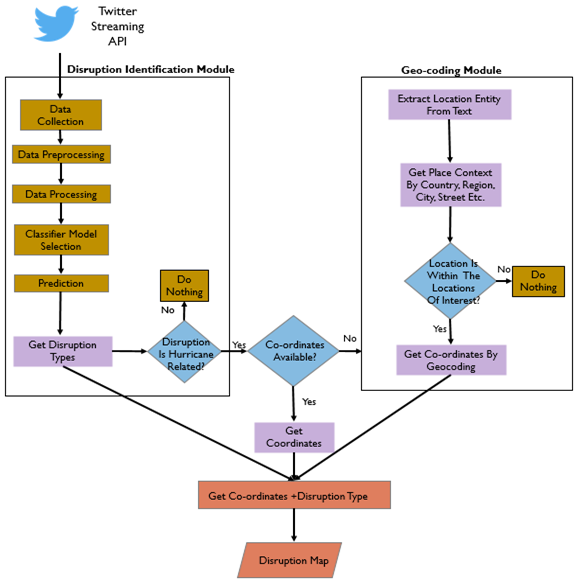 Twitter
Streaming
API
Disruption Identification Module
Data
Collection
Data Preprocessing
Data Processing
Classifier Model
Selection
Prediction
Get Disruption
Types
Do
Nothing
No
Disruption
Is Hurricane
Related?
Yes
Co-ordinates
Available?
No
Yes
Get
Coordinates
Geo-coding Module
Extract Location Entity
From Text
Get Place Context
By Country, Region,
City, Street Etc.
Location Is
Within The
Locations
Of Interest?
No
Do
Nothing
Yes
Get Co-ordinates By
Geocoding
Get Co-ordinates +Disruption Type
Disruption Map